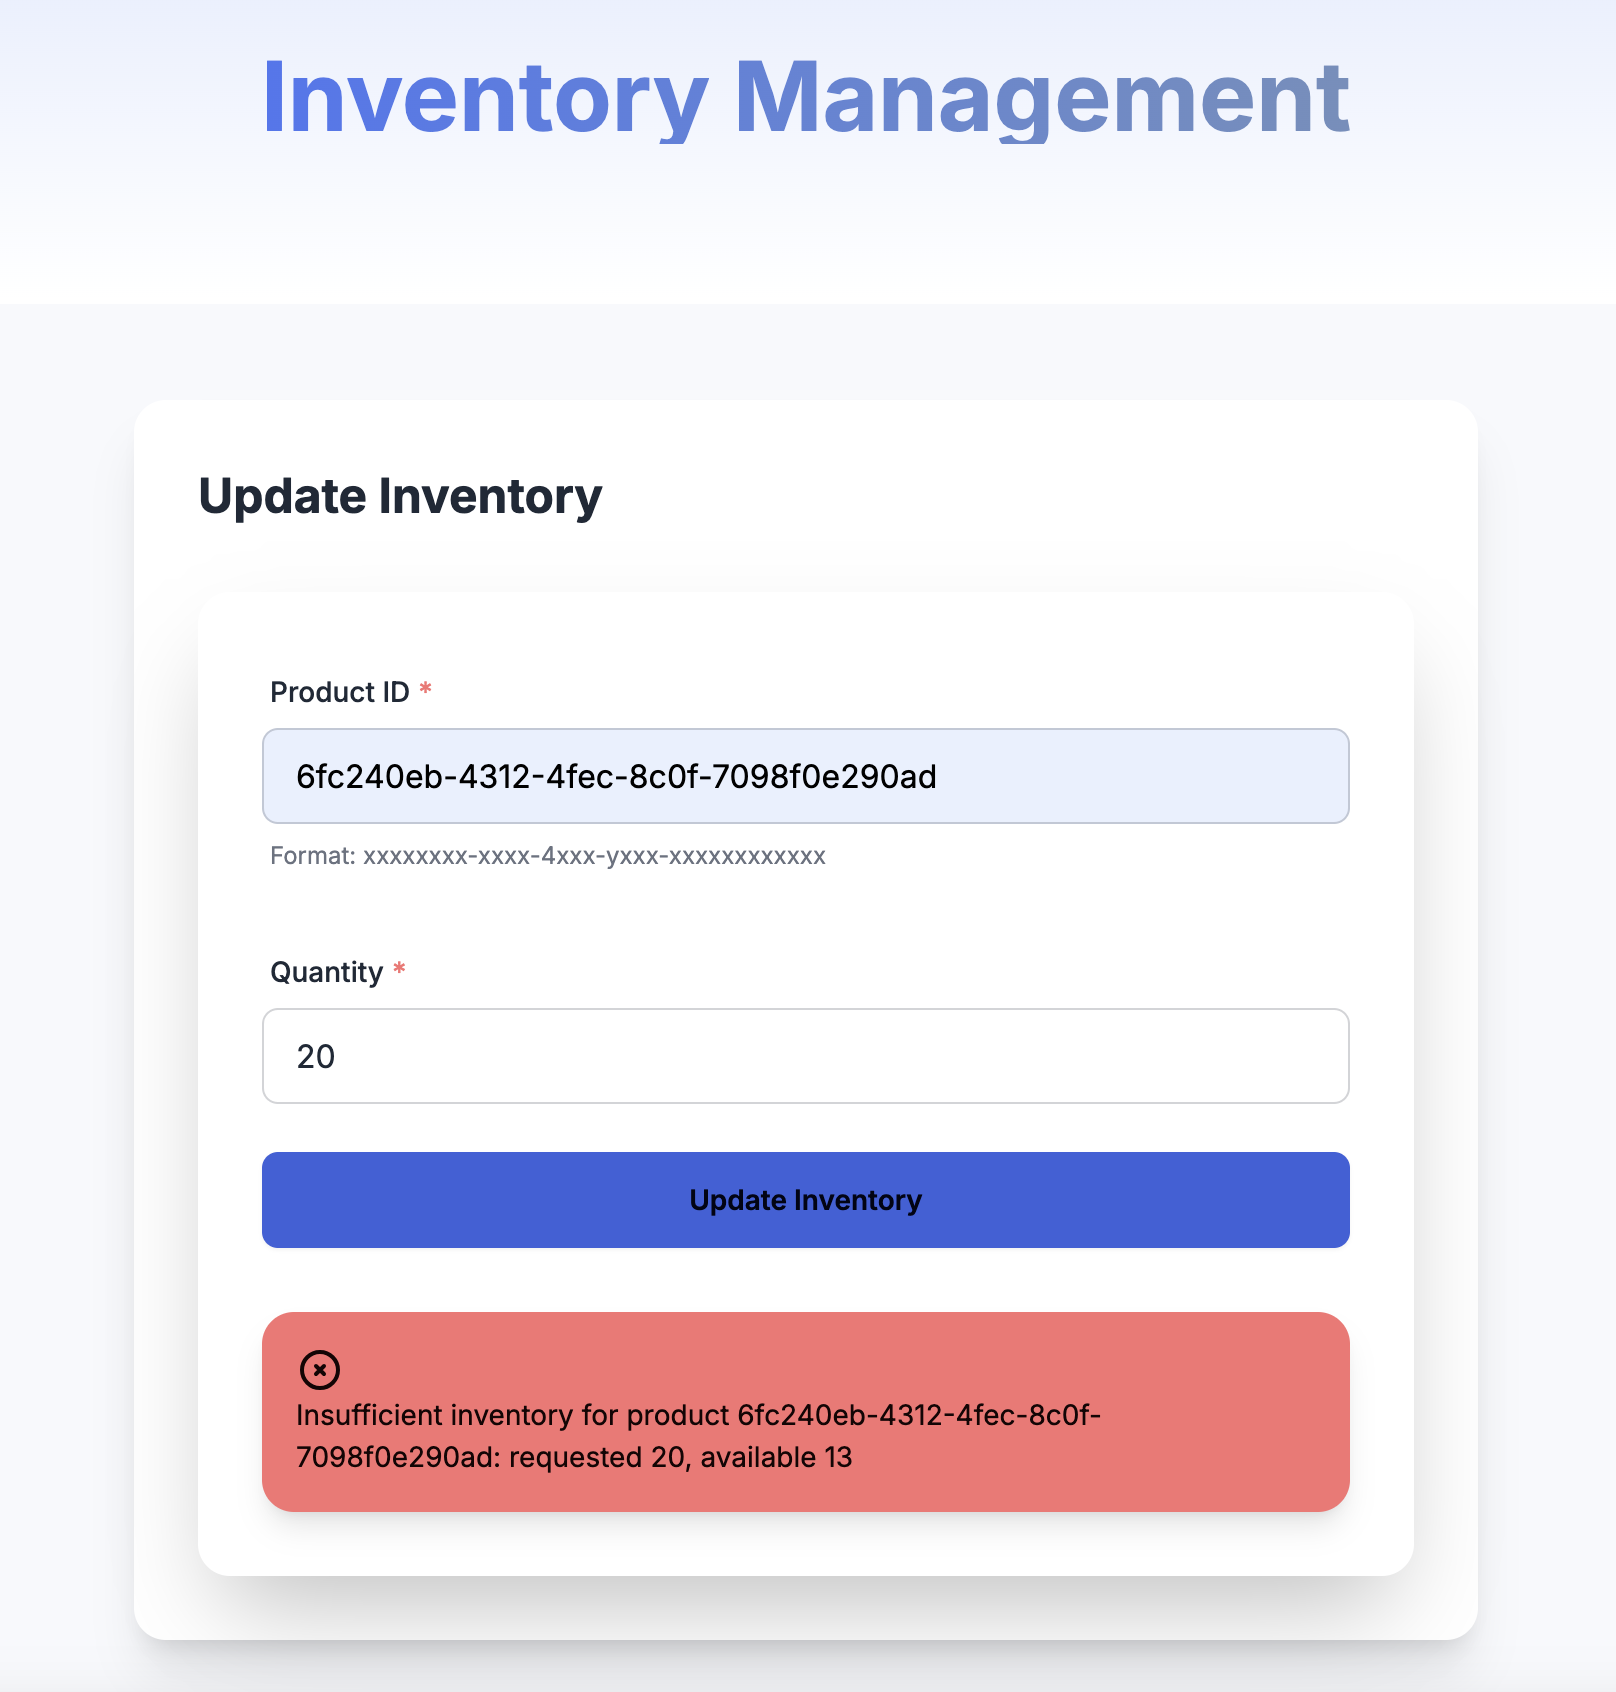 Inventory Management
Update Inventory
Product ID *
6fc240eb-4312-4fec-8c0f-7098f0e290ad
Format: xxxxxxxx-xxxx-4xxx-yxxx-xxxxxxxxxxxx
Quantity *
20
Update Inventory
Insufficient inventory for product 6fc240eb-4312-4fec-8c0f-
7098f0e290ad: requested 20, available 13